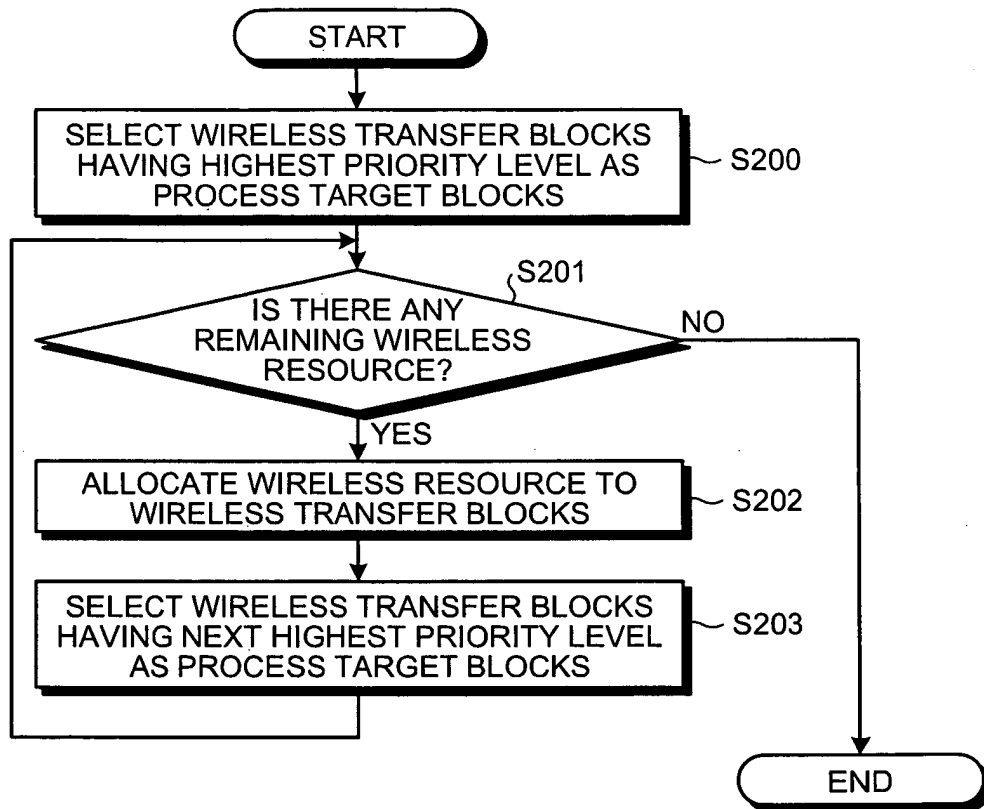 START
SELECT WIRELESS TRANSFER BLOCKS
HAVING HIGHEST PRIORITY LEVEL AS
PROCESS TARGET BLOCKS
S200
S201
IS THERE ANY
REMAINING WIRELESS
RESOURCE?
NO
YES
ALLOCATE WIRELESS RESOURCE TO
WIRELESS TRANSFER BLOCKS
S202
SELECT WIRELESS TRANSFER BLOCKS
HAVING NEXT HIGHEST PRIORITY LEVEL
AS PROCESS TARGET BLOCKS
S203
END